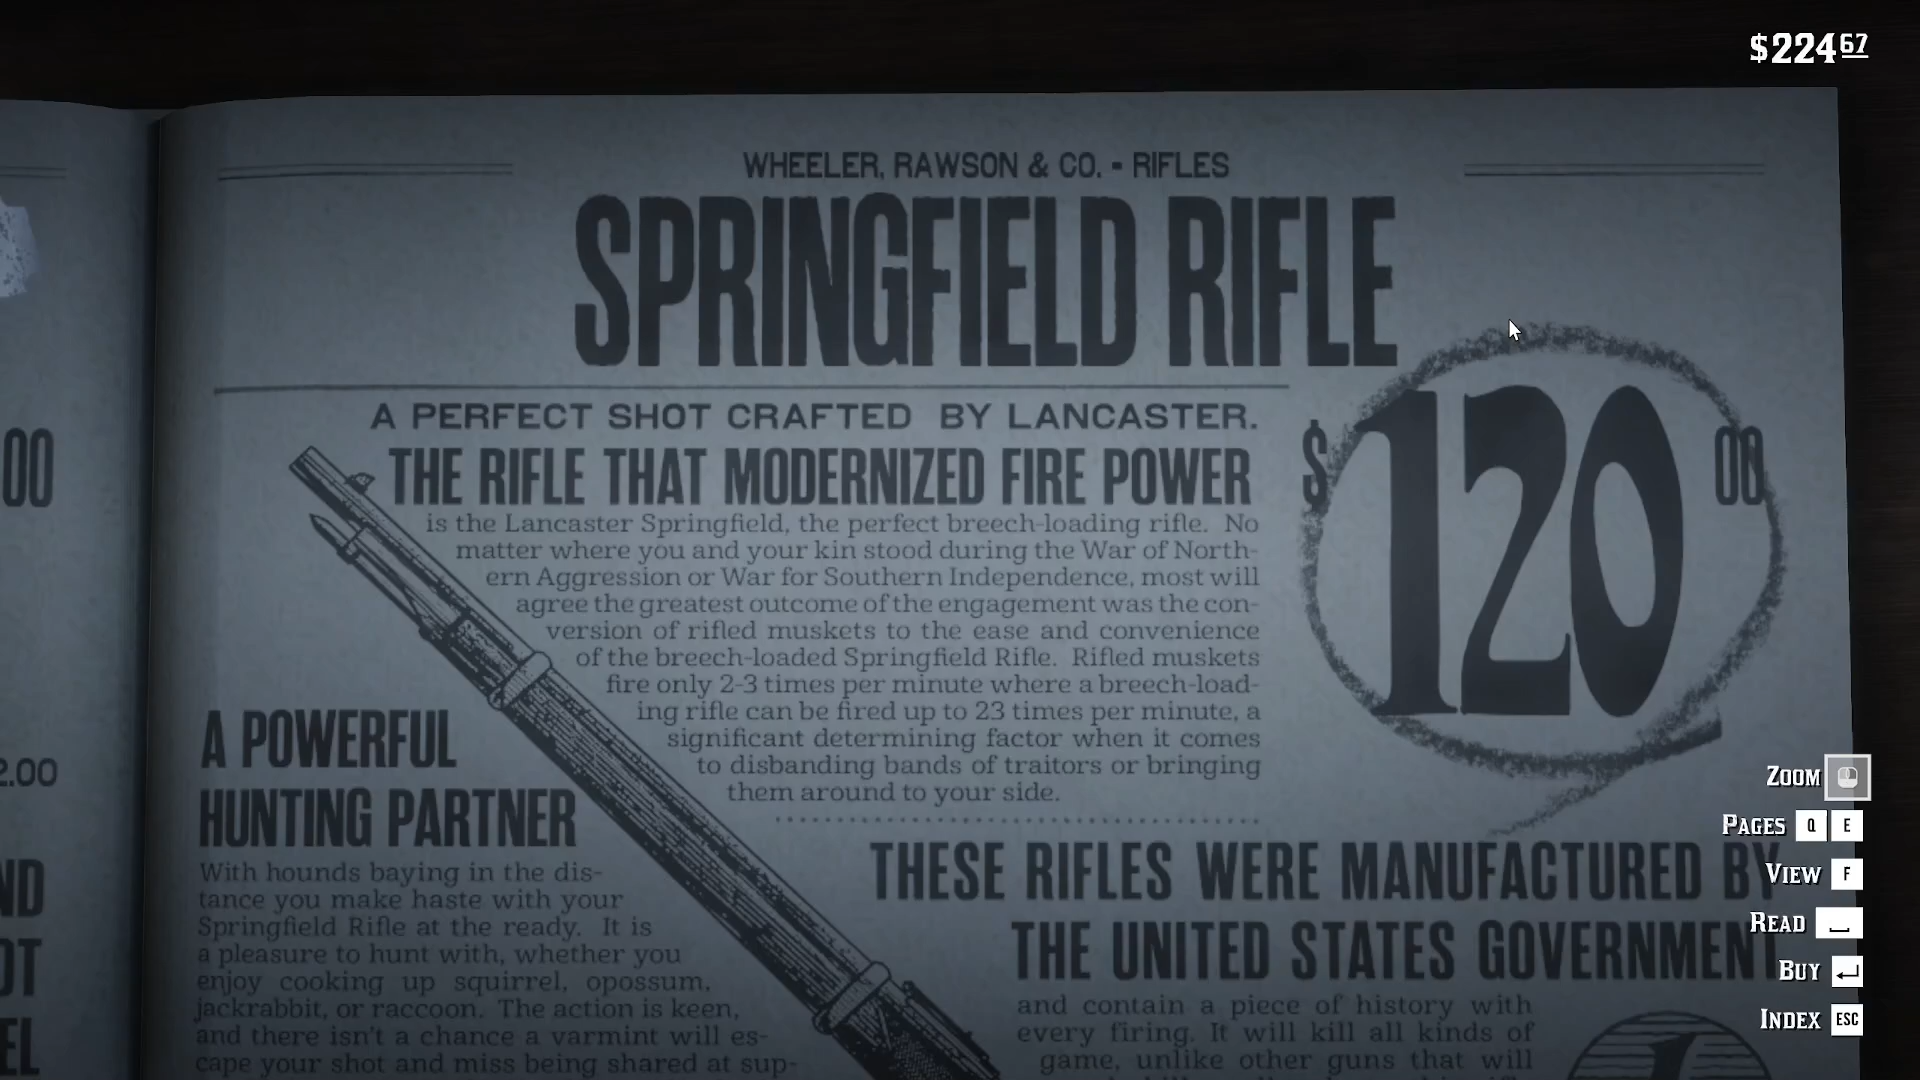 $224 67
00
2.00
ND
OT
EL
WHEELER, RAWSON & CO. - RIFLES
SPRINGFIELD RIFLE
A PERFECT SHOT CRAFTED BY LANCASTER.
THE RIFLE THAT MODERNIZED FIRE POWER
is the Lancaster Springfield, the perfect breech-loading rifle. No
matter where you and your kin stood during the War of North-
ern Aggression or War for Southern Independence, most will
agree the greatest outcome of the engagement was the con-
version of rifled muskets to the ease and convenience
of the breech-loaded Springfield Rifle. Rifled muskets
fire only 2-3 times per minute where a breech-load-
ing rifle can be fired up to 23 times per minute, a
significant determining factor when it comes
to disbanding bands of traitors or bringing
them around to your side.
$120 00
A POWERFUL
HUNTING PARTNER
With hounds baying in the dis-
tance you make haste with your
Springfield Rifle at the ready. It is
a pleasure to hunt with, whether you
enjoy cooking up squirrel, opossum,
jackrabbit, or raccoon. The action is keen,
and there isn't a chance a varmint will es-
cape your shot and miss being shared at sup-
THESE RIFLES WERE MANUFACTURED BY
THE UNITED STATES GOVERNMENT
and contain a piece of history with
every firing. It will kill all kinds of
game, unlike other guns that will
ZOOM
PAGES Q E
VIEW F
READ
BUY
INDEX ESC